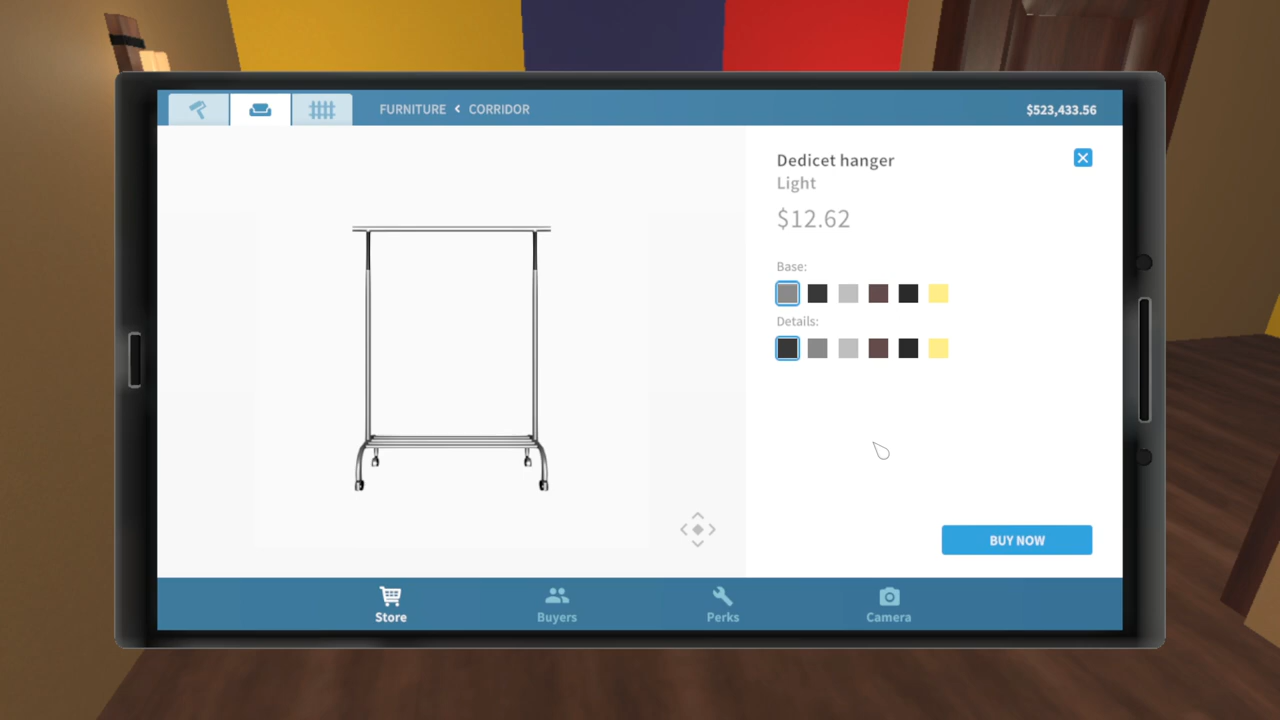 FURNITURE < CORRIDOR
$523,433.56
Dedicet hanger
Light
$12.62
Base:
Details:
BUY NOW
Store
Buyers
Perks
Camera